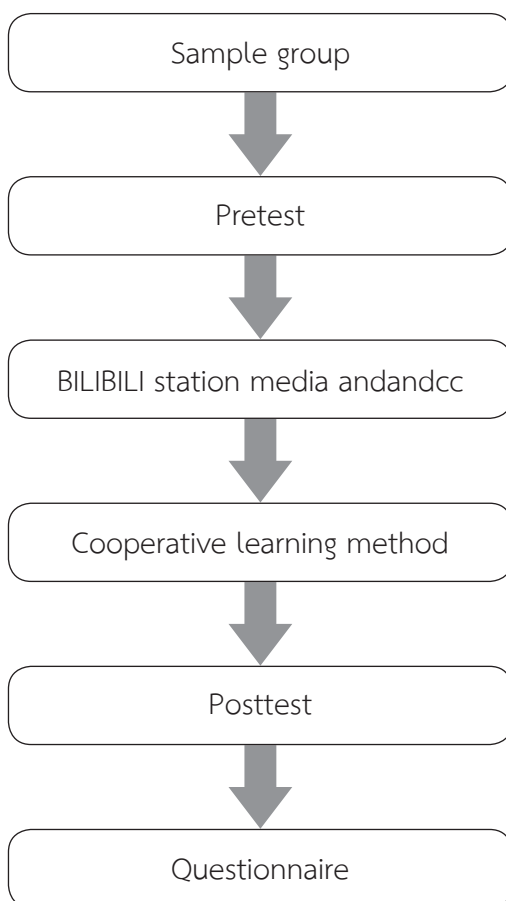 Sample group
Pretest
BILIBILI station media andandcc
Cooperative learning method
Posttest
Questionnaire